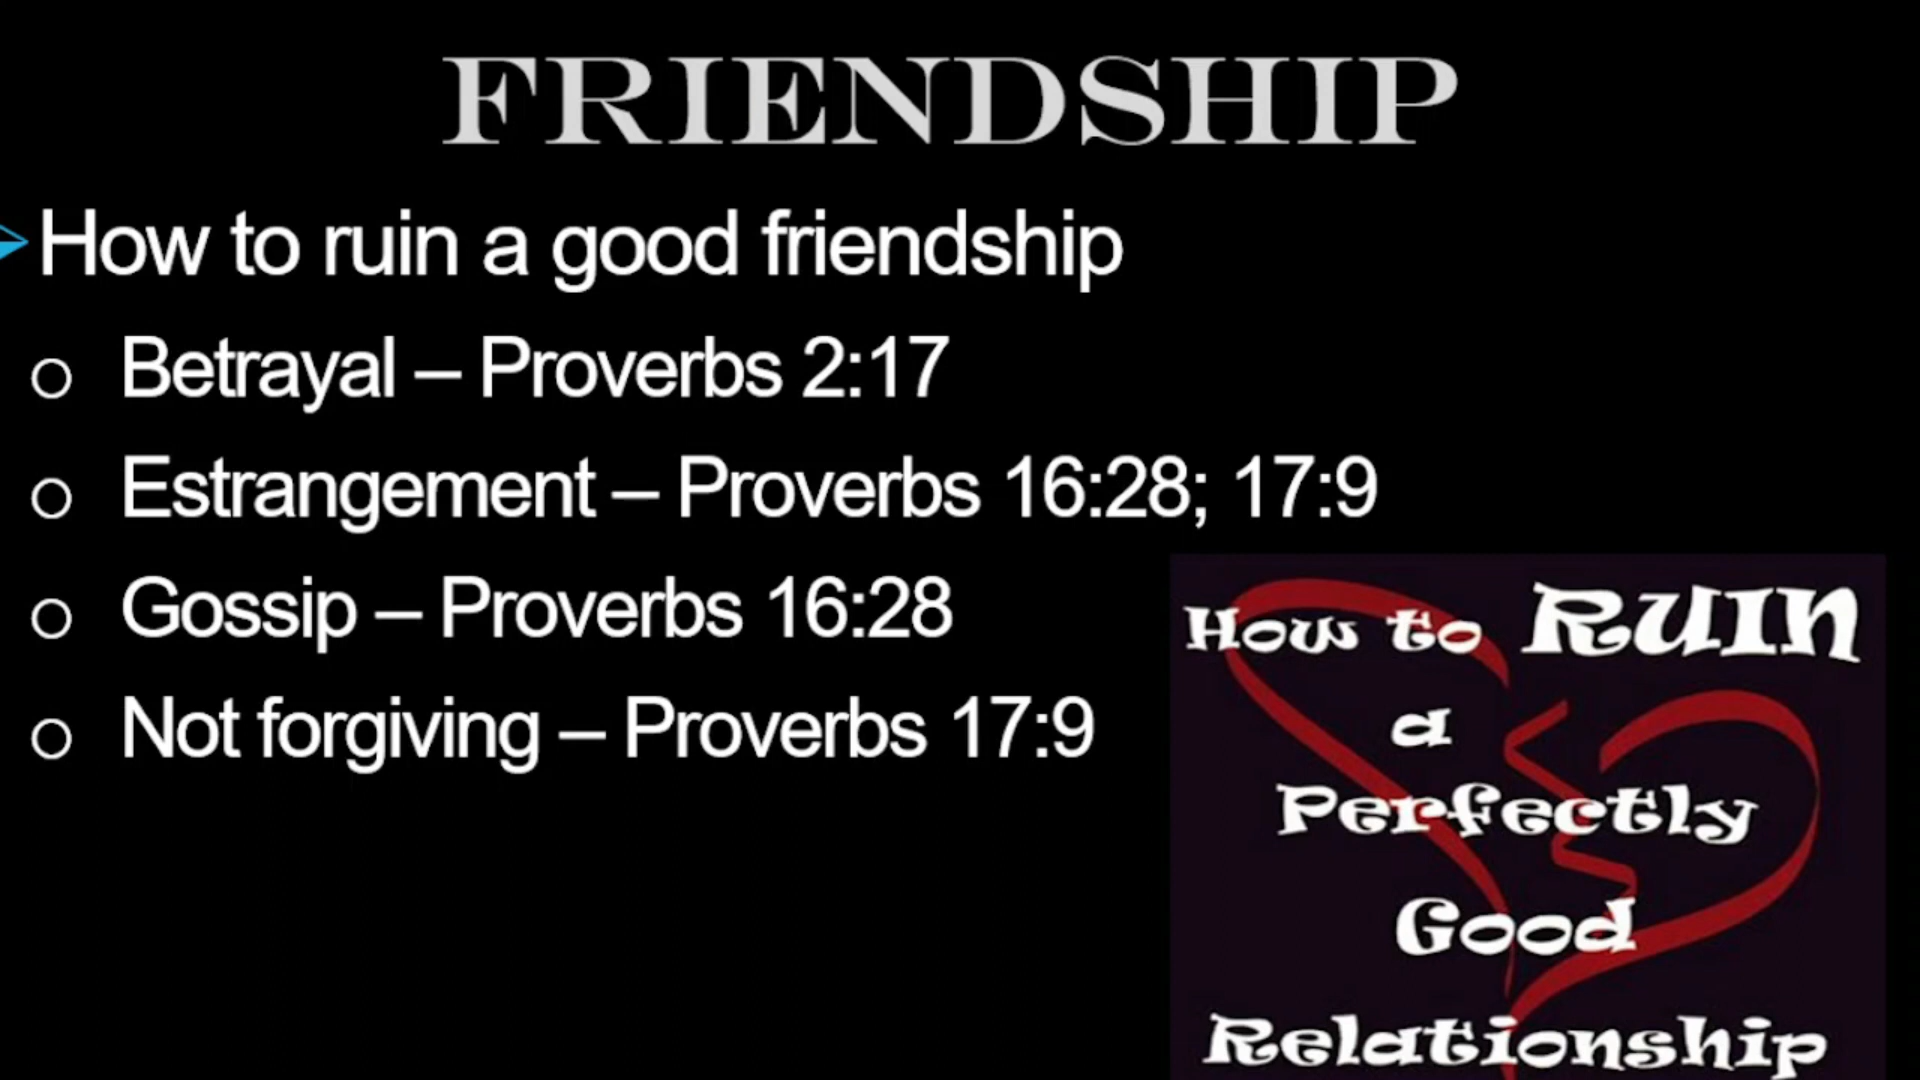 FRIENDSHIP
How to ruin a good friendship
o Betrayal – Proverbs 2:17
o Estrangement – Proverbs 16:28; 17:9
o Gossip – Proverbs 16:28
o Not forgiving – Proverbs 17:9
How to RUIN
a
Perfectly
Good
Relationship